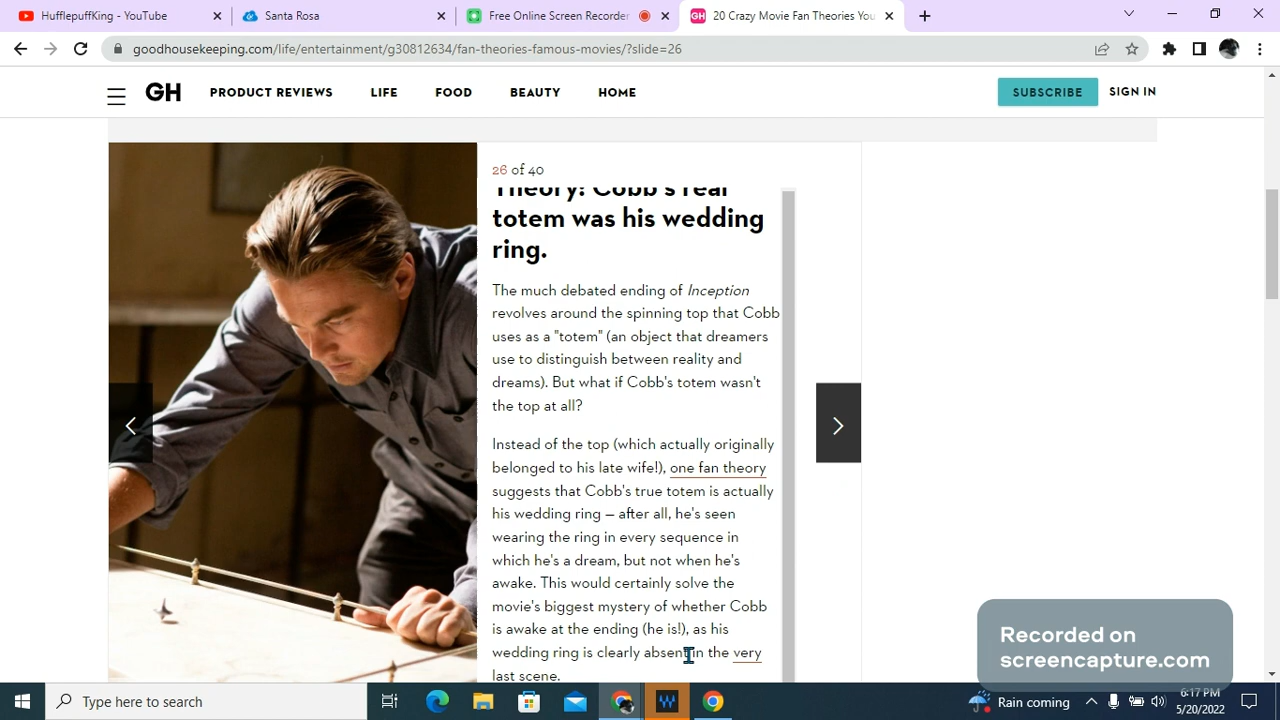 HufflepuffKing - YouTube
Santa Rosa
Free Online Screen Recorder
20 Crazy Movie Fan Theories You
goodhousekeeping.com/life/entertainment/g30812634/fan-theories-famous-movies/?slide=26
GH
PRODUCT REVIEWS
LIFE
FOOD
BEAUTY
HOME
SUBSCRIBE
SIGN IN
26 of 40
Theory: Cobb's real
totem was his wedding
ring.
The much debated ending of Inception
revolves around the spinning top that Cobb
uses as a "totem" (an object that dreamers
use to distinguish between reality and
dreams). But what if Cobb's totem wasn't
the top at all?
Instead of the top (which actually originally
belonged to his late wife!), one fan theory
suggests that Cobb's true totem is actually
his wedding ring — after all, he's seen
wearing the ring in every sequence in
which he's a dream, but not when he's
awake. This would certainly solve the
movie's biggest mystery of whether Cobb
is awake at the ending (he is!), as his
wedding ring is clearly absent in the very
last scene.
Recorded on
screencapture.com
Type here to search
Rain coming
6:17 PM
5/20/2022